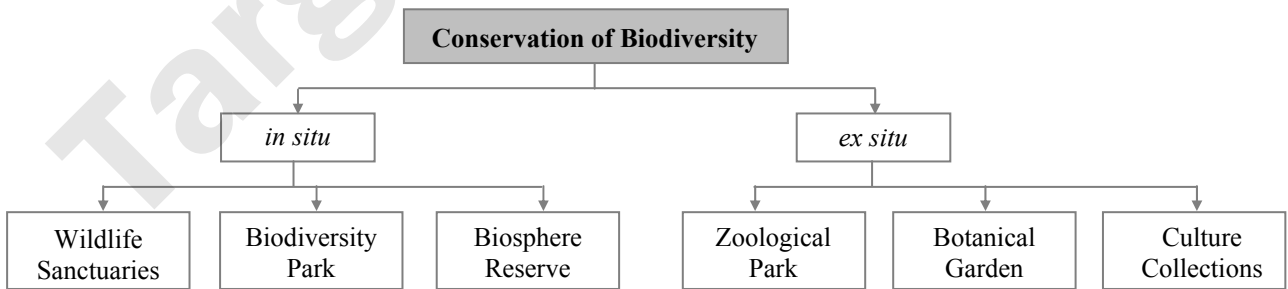 Conservation of Biodiversity
in situ
ex situ
Wildlife
Sanctuaries
Biodiversity
Park
Biosphere
Reserve
Zoological
Park
Botanical
Garden
Culture
Collections
Targ